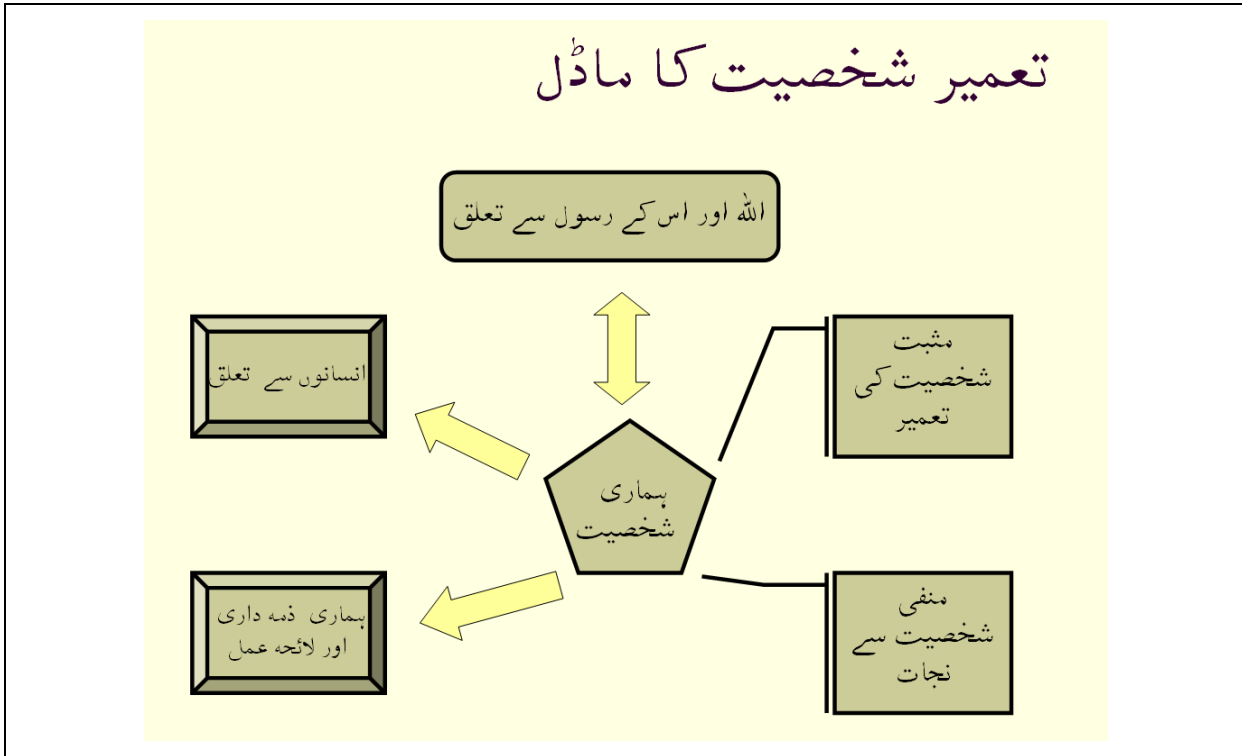 تعمیر شخصیت کا ماڈل
اللہ اور اس کے رسول سے تعلق
مثبت
شخصیت کی
تعمیر
انسانوں سے تعلق
ہماری
شخصیت
منفی
شخصیت سے
نجات
ہماری ذمہ داری
اور لائحہ عمل